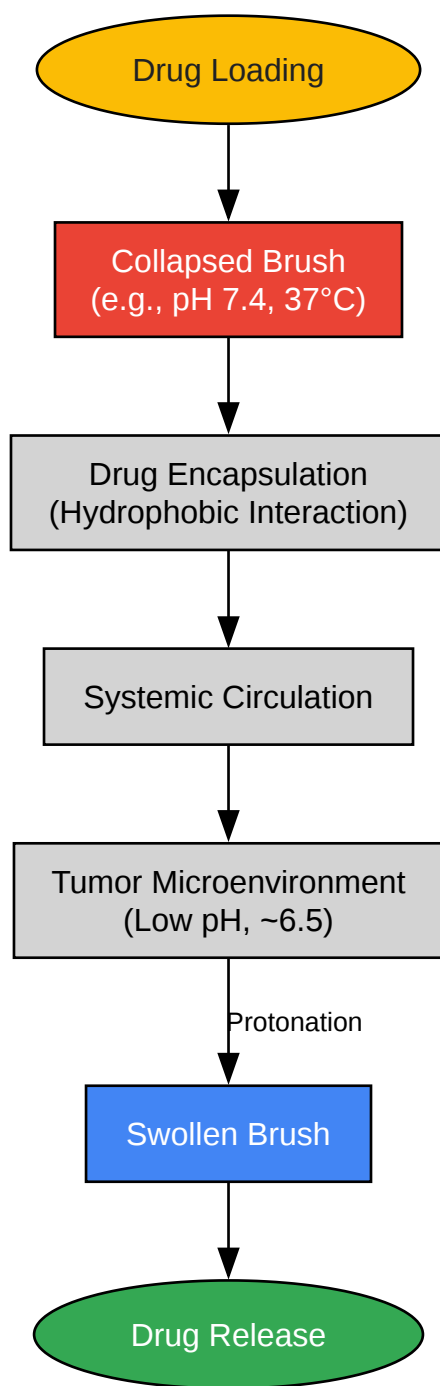 Drug Loading
Collapsed Brush
(e.g., pH 7.4, 37°C)
Drug Encapsulation
(Hydrophobic Interaction)
Systemic Circulation
Tumor Microenvironment
(Low pH, ~6.5)
Protonation
Swollen Brush
Drug Release